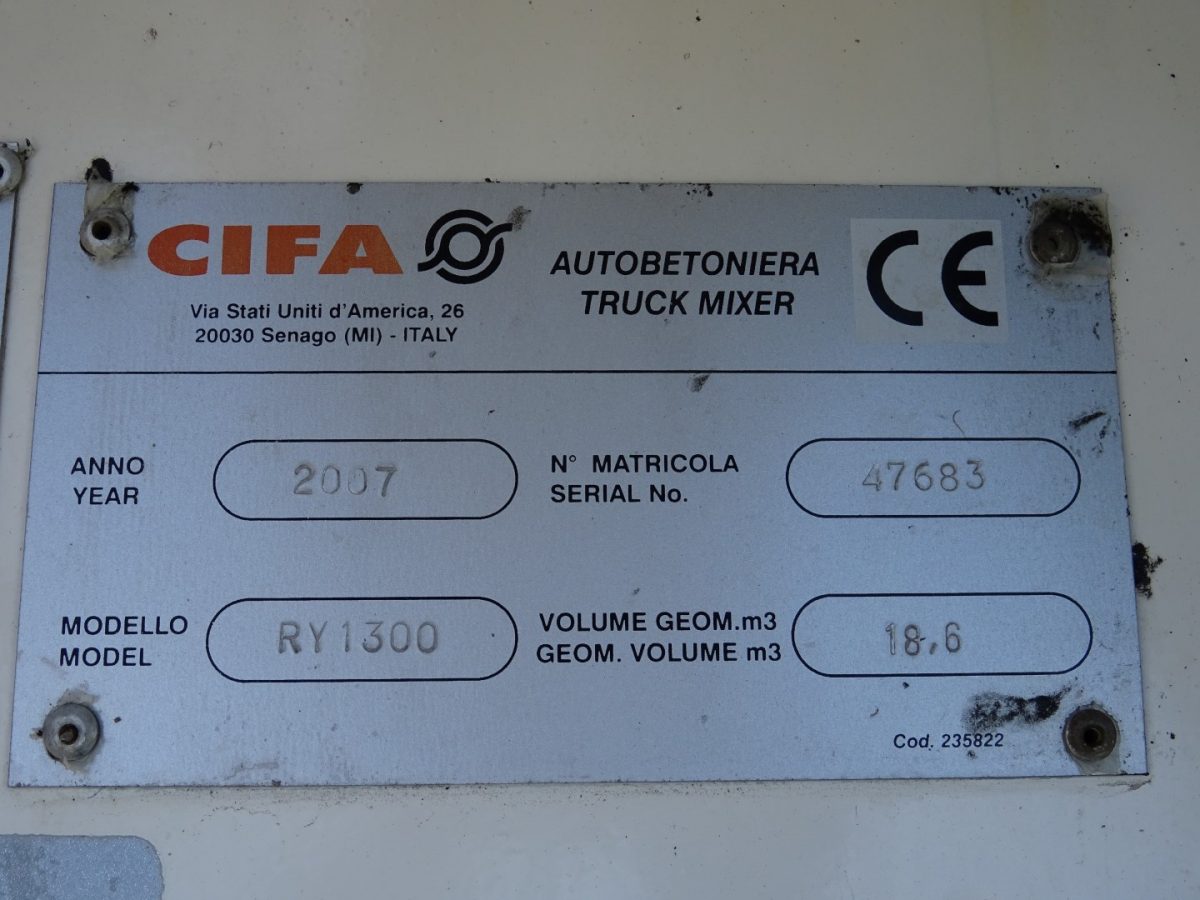 CIFA
Via Stati Uniti d'America, 26
20030 Senago (MI) - ITALY
AUTOBETONIERA
TRUCK MIXER
CE
ANNO
YEAR
2007
N° MATRICOLA
SERIAL No.
47683
MODELLO
MODEL
RY1300
VOLUME GEOM.m3
GEOM. VOLUME m3
18,6
Cod. 235822